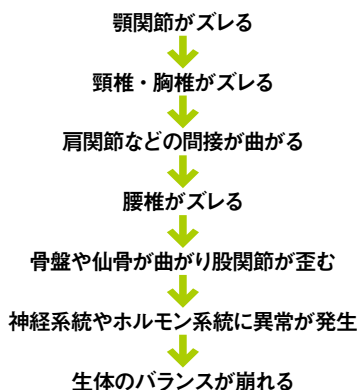 顎関節がズレる
頸椎・胸椎がズレる
肩関節などの間接が曲がる
腰椎がズレる
骨盤や仙骨が曲がり股関節が歪む
神経系統やホルモン系統に異常が発生
生体のバランスが崩れる